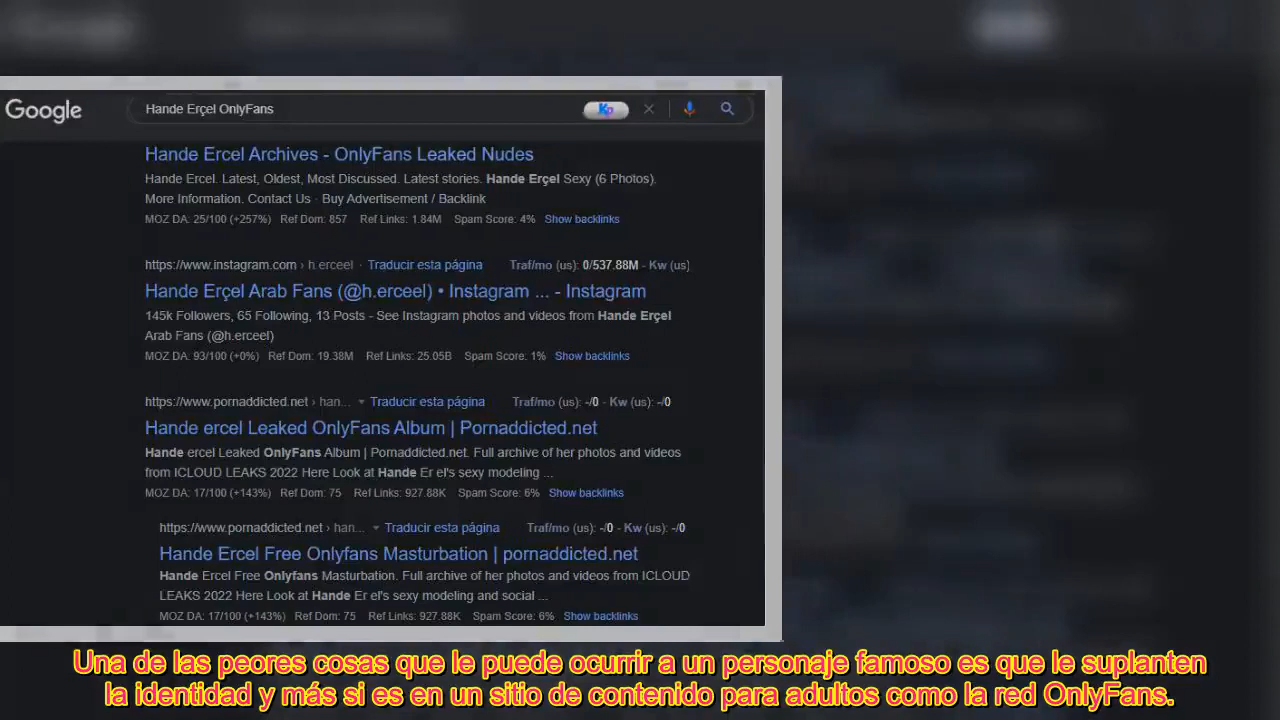 Google
Hande Erçel OnlyFans
Hande Ercel Archives - OnlyFans Leaked Nudes
Hande Ercel. Latest, Oldest, Most Discussed. Latest stories. Hande Erçel Sexy (6 Photos).
More Information. Contact Us · Buy Advertisement / Backlink
MOZ DA: 25/100 (+257%) Ref Dom: 857 Ref Links: 1.84M Spam Score: 4% Show backlinks
https://www.instagram.com › h.erceel · Traducir esta página Traf/mo (us): 0/537.88M - Kw (us)
Hande Erçel Arab Fans (@h.erceel) • Instagram ... - Instagram
145k Followers, 65 Following, 13 Posts - See Instagram photos and videos from Hande Erçel
Arab Fans (@h.erceel)
MOZ DA: 93/100 (+0%) Ref Dom: 19.38M Ref Links: 25.05B Spam Score: 1% Show backlinks
https://www.pornaddicted.net › han... Traducir esta página Traf/mo (us): -/0 - Kw (us): -/0
Hande ercel Leaked OnlyFans Album | Pornaddicted.net
Hande ercel Leaked OnlyFans Album | Pornaddicted.net. Full archive of her photos and videos
from ICLOUD LEAKS 2022 Here Look at Hande Er el's sexy modeling ...
MOZ DA: 17/100 (+143%) Ref Dom: 75 Ref Links: 927.88K Spam Score: 6% Show backlinks
https://www.pornaddicted.net › han... Traducir esta página Traf/mo (us): -/0 - Kw (us): -/0
Hande Ercel Free Onlyfans Masturbation | pornaddicted.net
Hande Ercel Free Onlyfans Masturbation. Full archive of her photos and videos from ICLOUD
LEAKS 2022 Here Look at Hande Er el's sexy modeling and social ...
MOZ DA: 17/100 (+143%) Ref Dom: 75 Ref Links: 927.88K Spam Score: 6% Show backlinks
Una de las peores cosas que le puede ocurrir a un personaje famoso es que le suplanten
la identidad y más si es en un sitio de contenido para adultos como la red OnlyFans.